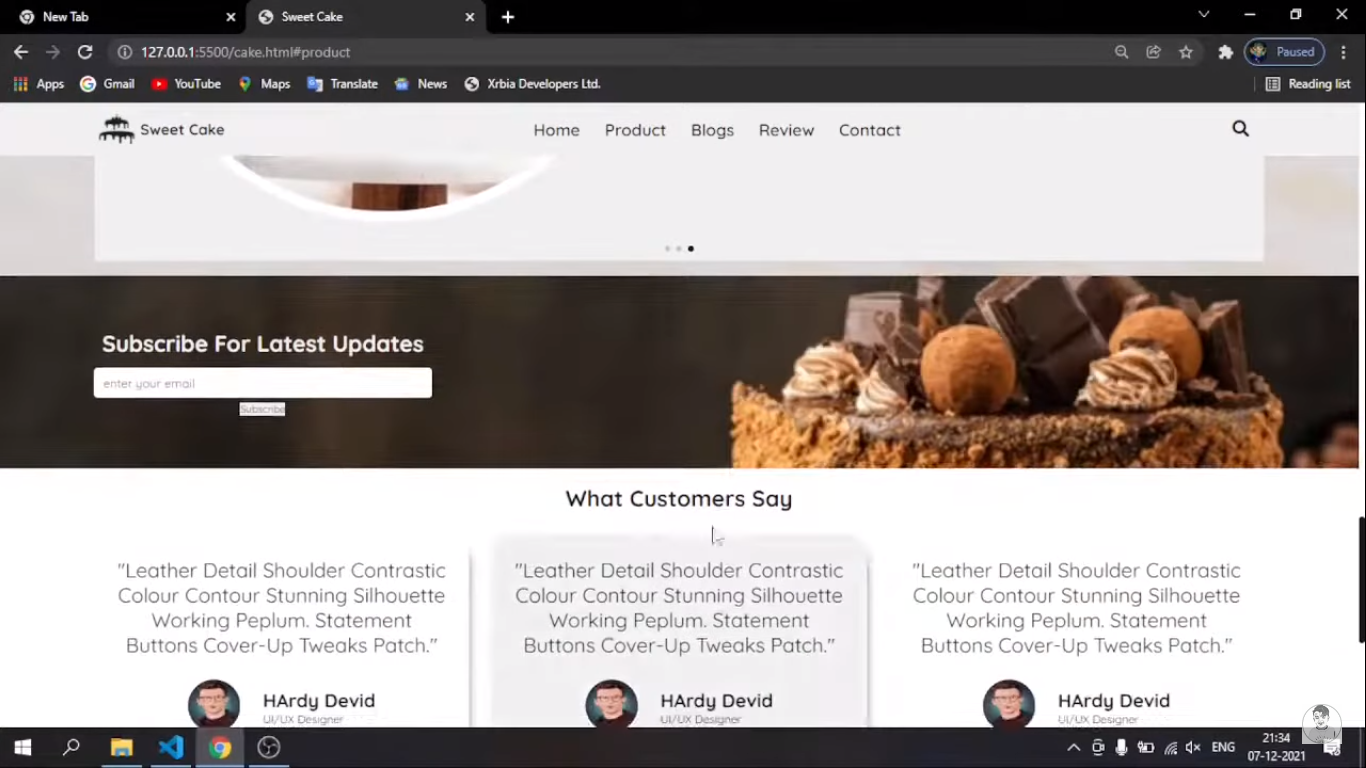 New Tab
Sweet Cake
127.0.0.1:5500/cake.html#product
Paused
Apps
Gmail
YouTube
Maps
Translate
News
Xrbia Developers Ltd.
Reading list
Sweet Cake
Home
Product
Blogs
Review
Contact
Subscribe For Latest Updates
enter your email
Subscribe
What Customers Say
"Leather Detail Shoulder Contrastic
Colour Contour Stunning Silhouette
Working Peplum. Statement
Buttons Cover-Up Tweaks Patch."
HArdy Devid
UI/UX Designer
"Leather Detail Shoulder Contrastic
Colour Contour Stunning Silhouette
Working Peplum. Statement
Buttons Cover-Up Tweaks Patch."
HArdy Devid
UI/UX Designer
"Leather Detail Shoulder Contrastic
Colour Contour Stunning Silhouette
Working Peplum. Statement
Buttons Cover-Up Tweaks Patch."
HArdy Devid
UI/UX Designer
ENG
21:34
07-12-2021